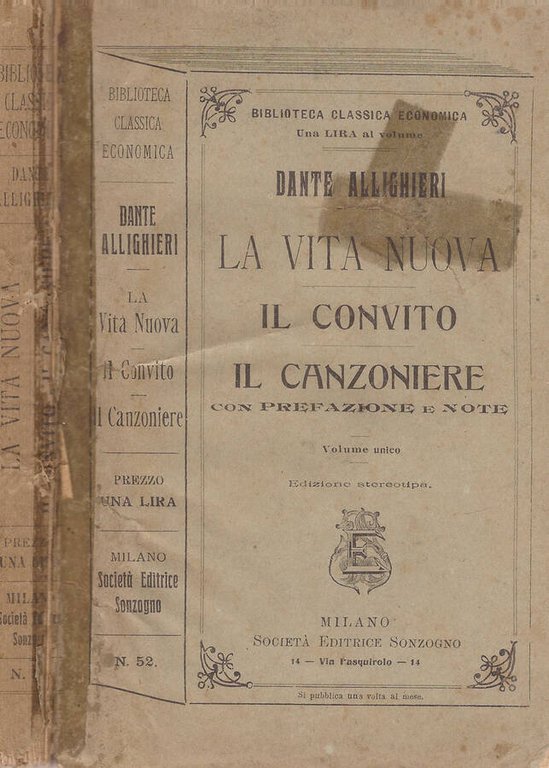 BIBLIOTECA
CLASSICA
ECONOMICA
DANTE
ALLIGHIERI
LA
Vita Nuova
Il Convito
Il Canzoniere
PREZZO
UNA LIRA
MILANO
Società Editrice
Sonzogno
N. 52.
BIBLIOTECA CLASSICA ECONOMICA
Una LIRA al volume
DANTE ALLIGHIERI
LA VITA NUOVA
IL CONVITO
IL CANZONIERE
CON PREFAZIONE E NOTE
Volume unico
Edizione stereotipa.
E
MILANO
SOCIETÀ EDITRICE SONZOGNO
14 — Via Pasquirolo — 14
Si pubblica una volta al mese.
LA VITA NUOVA